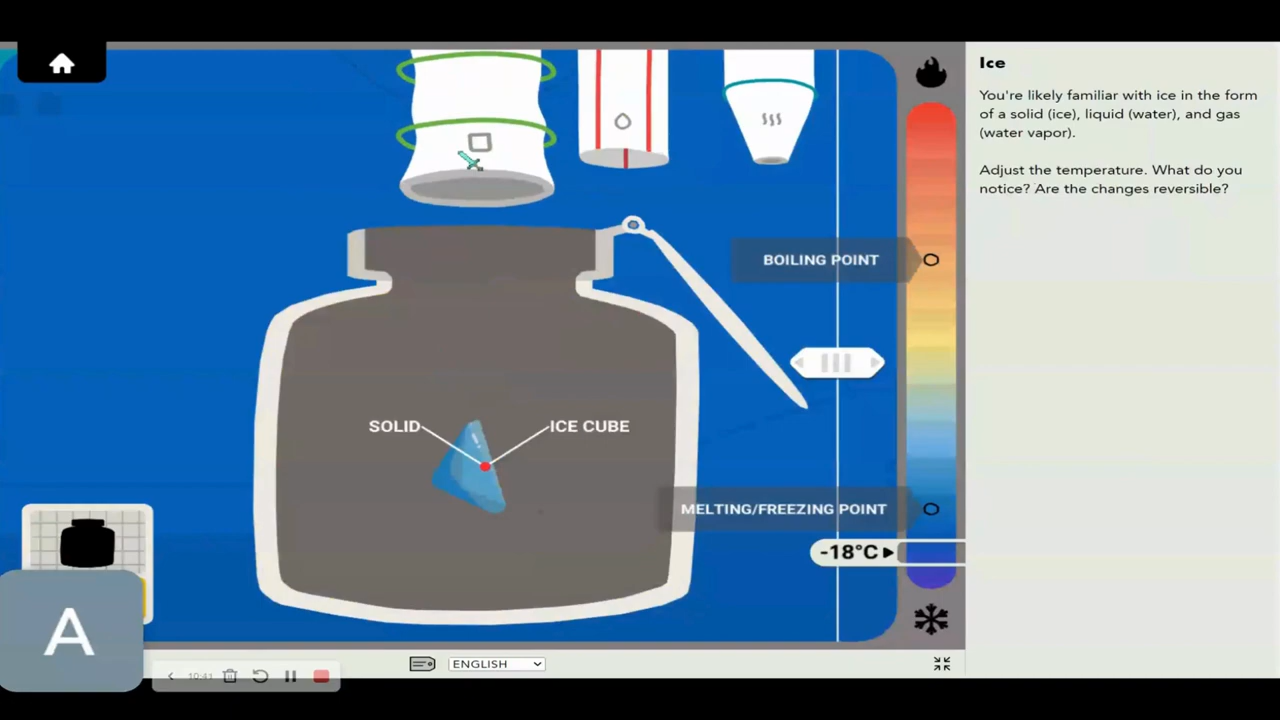 Ice
You're likely familiar with ice in the form
of a solid (ice), liquid (water), and gas
(water vapor).
Adjust the temperature. What do you
notice? Are the changes reversible?
BOILING POINT
SOLID
ICE CUBE
MELTING/FREEZING POINT
-18°C
A
10:41
ENGLISH